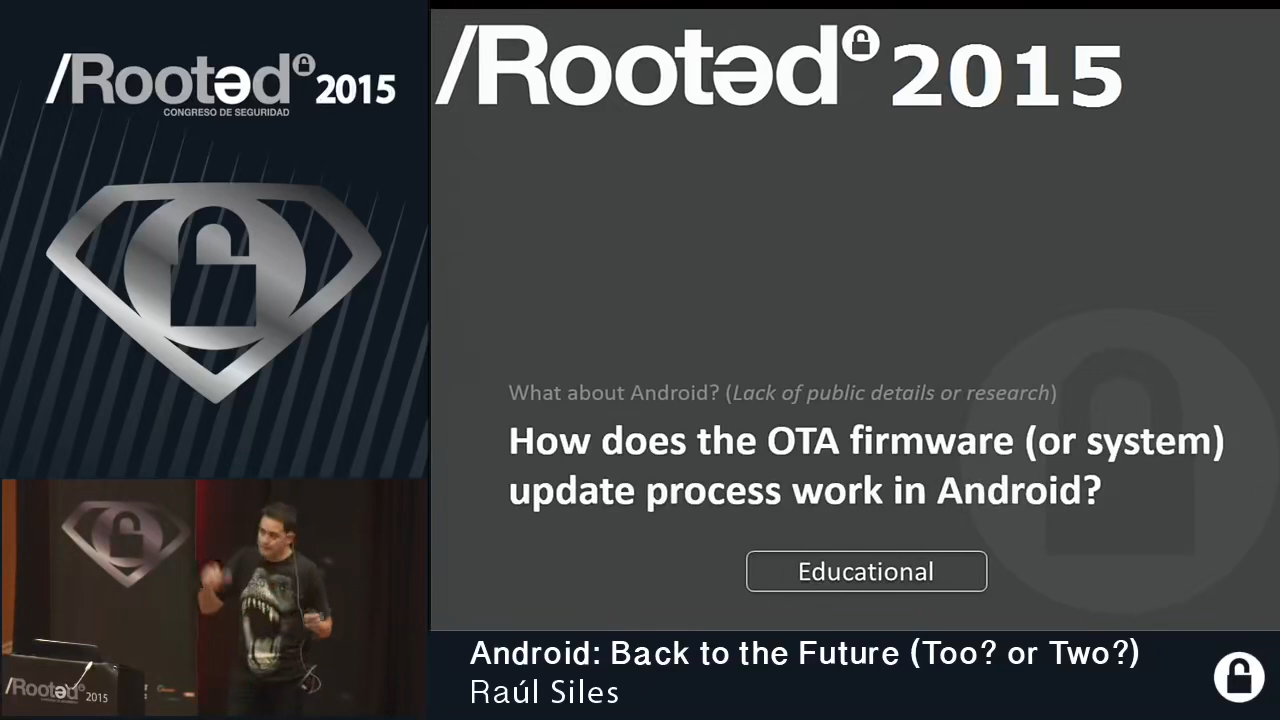 /Rootəd 2015
CONGRESO DE SEGURIDAD
/Rootəd 2015
What about Android? (Lack of public details or research)
How does the OTA firmware (or system)
update process work in Android?
Educational
/Rootəd 2015
Android: Back to the Future (Too? or Two?)
Raúl Siles